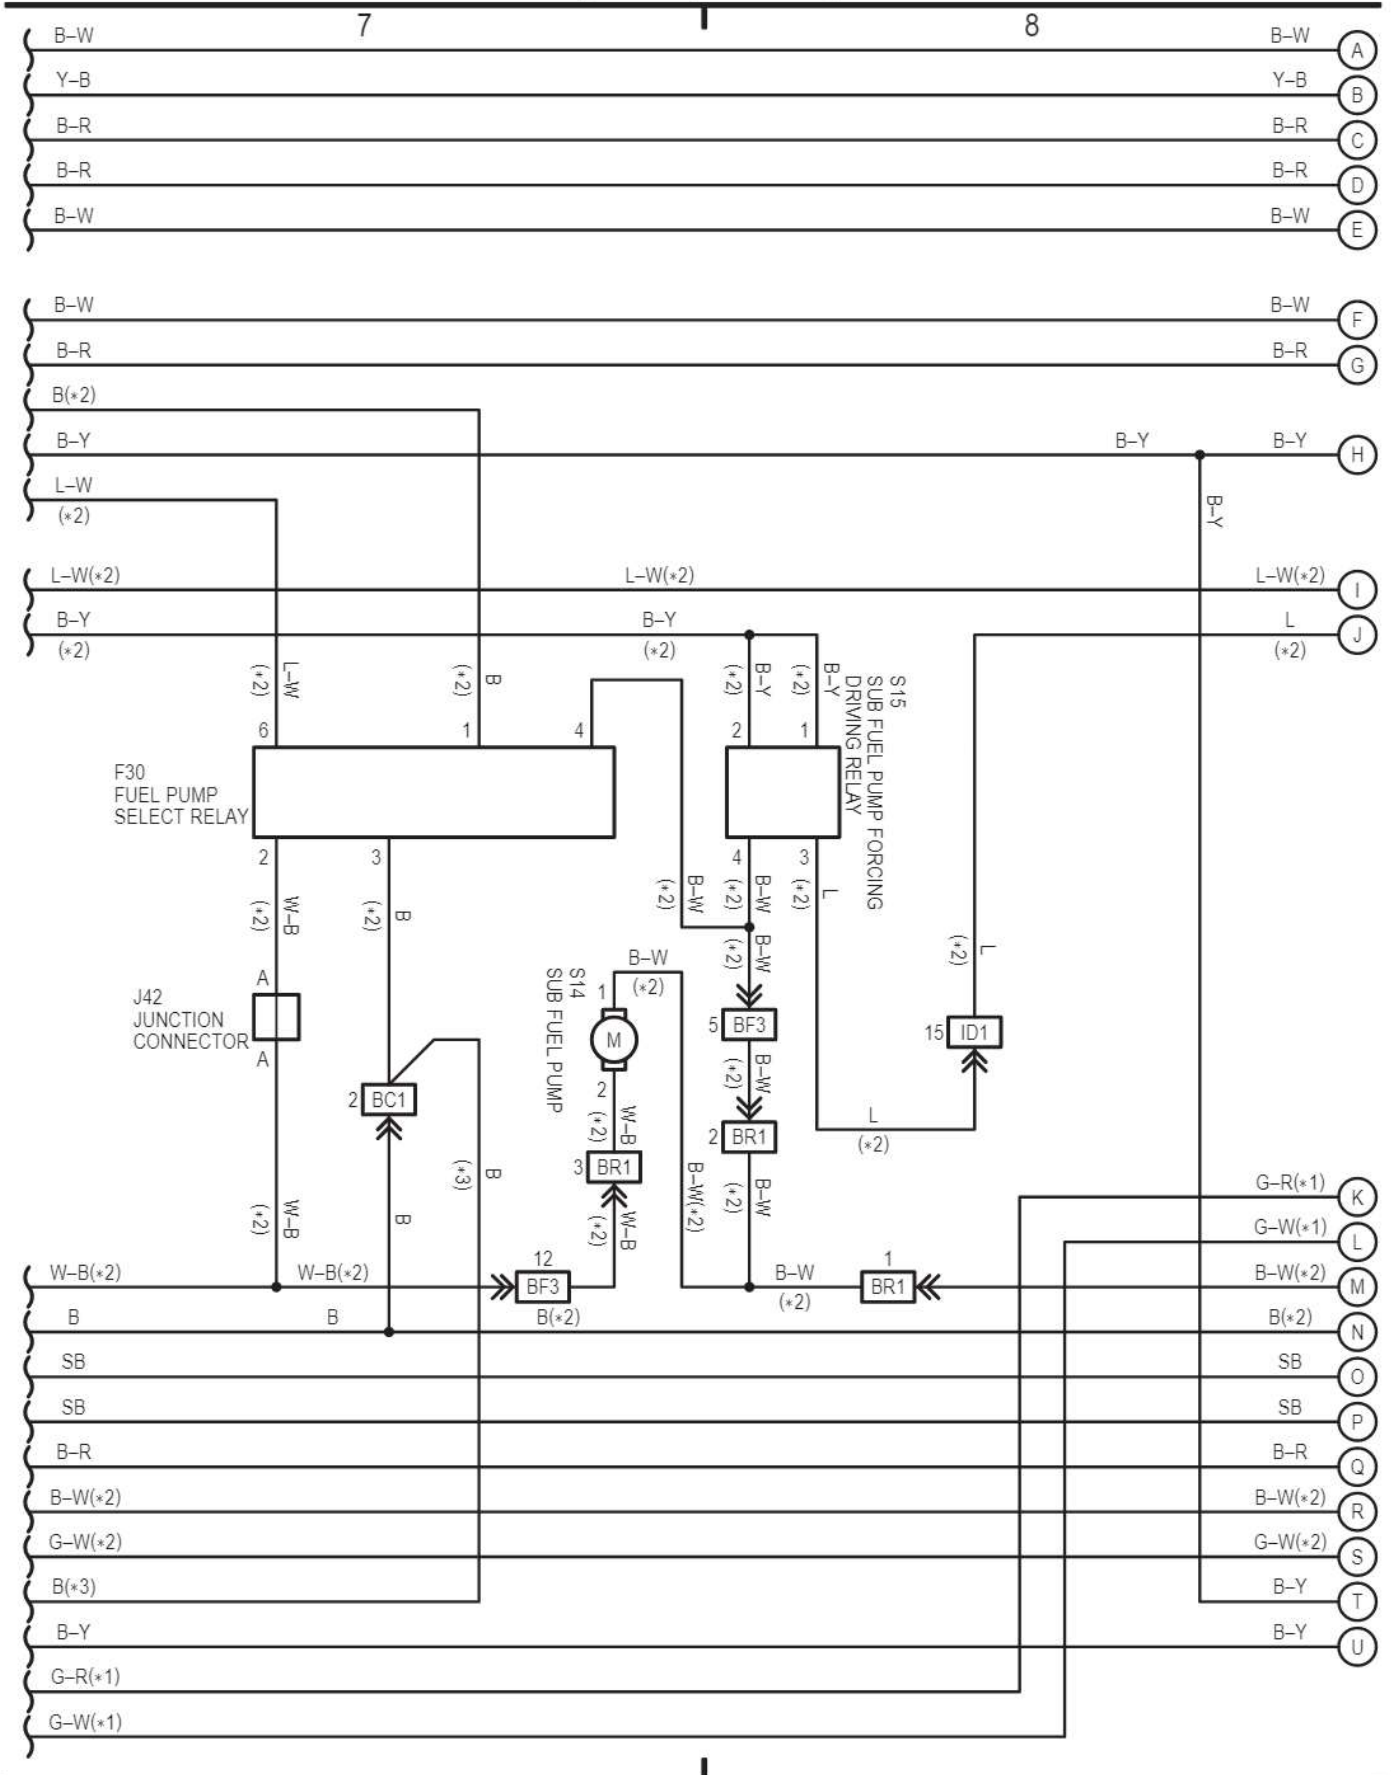 7 8
B–W B–W A
Y–B Y–B B
B–R B–R C
B–R B–R D
B–W B–W E
B–W B–W F
B–R B–R G
B(*2)
B–Y B–Y B–Y H
L–W
(*2)
B–Y
L–W(*2) L–W(*2) L–W(*2) I
B–Y B–Y L J
(*2) (*2) (*2)
L–W
(*2)
B
(*2)
B–Y
(*2)
B–Y
(*2)
6 1 4 2 1
S15
SUB FUEL PUMP FORCING
DRIVING RELAY
F30
FUEL PUMP
SELECT RELAY
2 3 4 3
W–B
(*2)
B
(*2)
B–W
(*2)
B–W
(*2)
L
(*2)
B–W
(*2)
L
(*2)
A
J42
JUNCTION
CONNECTOR
A
S14
SUB FUEL PUMP
B–W
(*2)
1
M
2
5 BF3
15 ID1
B–W
(*2)
2 BC1
W–B
(*2)
2 BR1
L
(*2)
3 BR1
B
(*3)
B–W(*2)
B–W
(*2)
W–B
(*2)
B
W–B
(*2)
G–R(*1) K
G–W(*1) L
12 1
W–B(*2) W–B(*2) BF3 B–W BR1 B–W(*2) M
(*2)
B B B(*2) B(*2) N
SB SB O
SB SB P
B–R B–R Q
B–W(*2) B–W(*2) R
G–W(*2) G–W(*2) S
B(*3) B–Y T
B–Y B–Y U
G–R(*1)
G–W(*1)